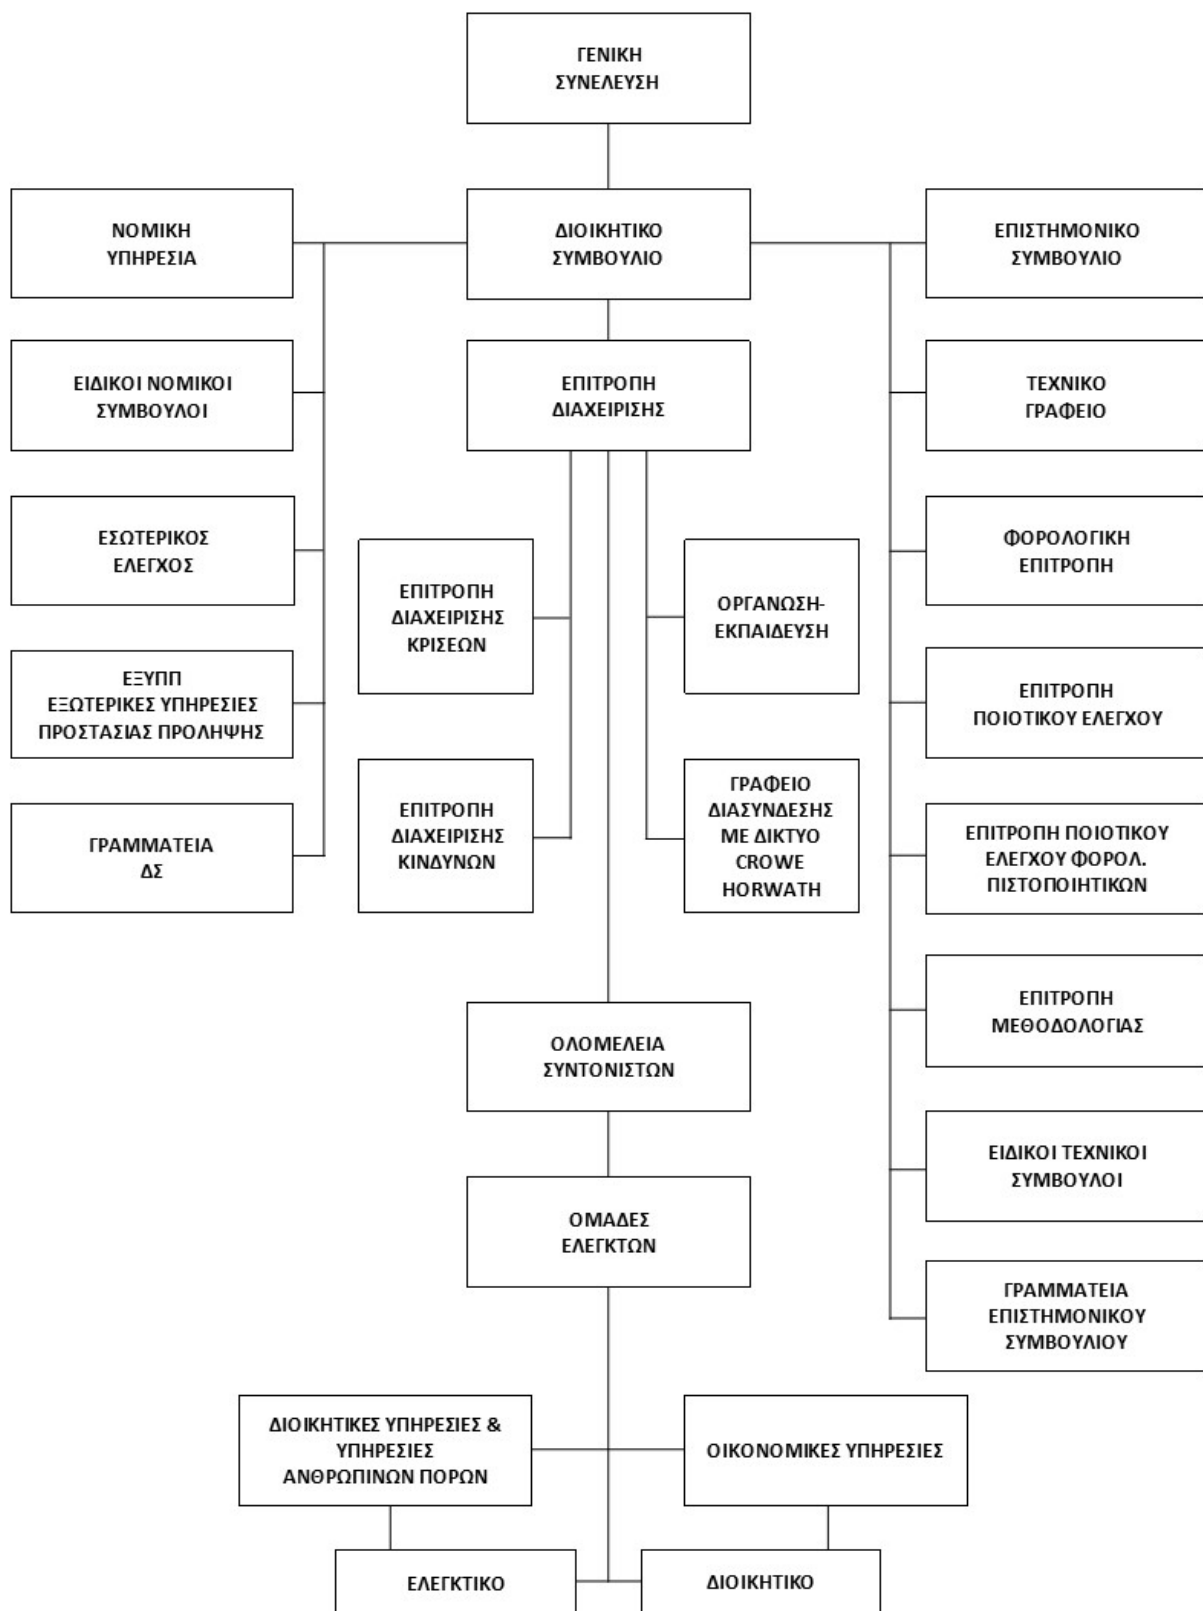 ΓΕΝΙΚΗ
ΣΥΝΕΛΕΥΣΗ
ΝΟΜΙΚΗ
ΥΠΗΡΕΣΙΑ
ΔΙΟΙΚΗΤΙΚΟ
ΣΥΜΒΟΥΛΙΟ
ΕΠΙΣΤΗΜΟΝΙΚΟ
ΣΥΜΒΟΥΛΙΟ
ΕΙΔΙΚΟΙ ΝΟΜΙΚΟΙ
ΣΥΜΒΟΥΛΟΙ
ΕΠΙΤΡΟΠΗ
ΔΙΑΧΕΙΡΙΣΗΣ
ΤΕΧΝΙΚΟ
ΓΡΑΦΕΙΟ
ΕΣΩΤΕΡΙΚΟΣ
ΕΛΕΓΧΟΣ
ΕΠΙΤΡΟΠΗ
ΔΙΑΧΕΙΡΙΣΗΣ
ΚΡΙΣΕΩΝ
ΟΡΓΑΝΩΣΗ-
ΕΚΠΑΙΔΕΥΣΗ
ΦΟΡΟΛΟΓΙΚΗ
ΕΠΙΤΡΟΠΗ
ΕΞΥΠΠ
ΕΞΩΤΕΡΙΚΕΣ ΥΠΗΡΕΣΙΕΣ
ΠΡΟΣΤΑΣΙΑΣ ΠΡΟΛΗΨΗΣ
ΕΠΙΤΡΟΠΗ
ΠΟΙΟΤΙΚΟΥ ΕΛΕΓΧΟΥ
ΓΡΑΜΜΑΤΕΙΑ
ΔΣ
ΕΠΙΤΡΟΠΗ
ΔΙΑΧΕΙΡΙΣΗΣ
ΚΙΝΔΥΝΩΝ
ΓΡΑΦΕΙΟ
ΔΙΑΣΥΝΔΕΣΗΣ
ΜΕ ΔΙΚΤΥΟ
CROWE
HORWATH
ΕΠΙΤΡΟΠΗ ΠΟΙΟΤΙΚΟΥ
ΕΛΕΓΧΟΥ ΦΟΡΟΛ.
ΠΙΣΤΟΠΟΙΗΤΙΚΩΝ
ΕΠΙΤΡΟΠΗ
ΜΕΘΟΔΟΛΟΓΙΑΣ
ΟΛΟΜΕΛΕΙΑ
ΣΥΝΤΟΝΙΣΤΩΝ
ΕΙΔΙΚΟΙ ΤΕΧΝΙΚΟΙ
ΣΥΜΒΟΥΛΟΙ
ΟΜΑΔΕΣ
ΕΛΕΓΚΤΩΝ
ΓΡΑΜΜΑΤΕΙΑ
ΕΠΙΣΤΗΜΟΝΙΚΟΥ
ΣΥΜΒΟΥΛΙΟΥ
ΔΙΟΙΚΗΤΙΚΕΣ ΥΠΗΡΕΣΙΕΣ &
ΥΠΗΡΕΣΙΕΣ
ΑΝΘΡΩΠΙΝΩΝ ΠΟΡΩΝ
ΟΙΚΟΝΟΜΙΚΕΣ ΥΠΗΡΕΣΙΕΣ
ΕΛΕΓΚΤΙΚΟ
ΔΙΟΙΚΗΤΙΚΟ